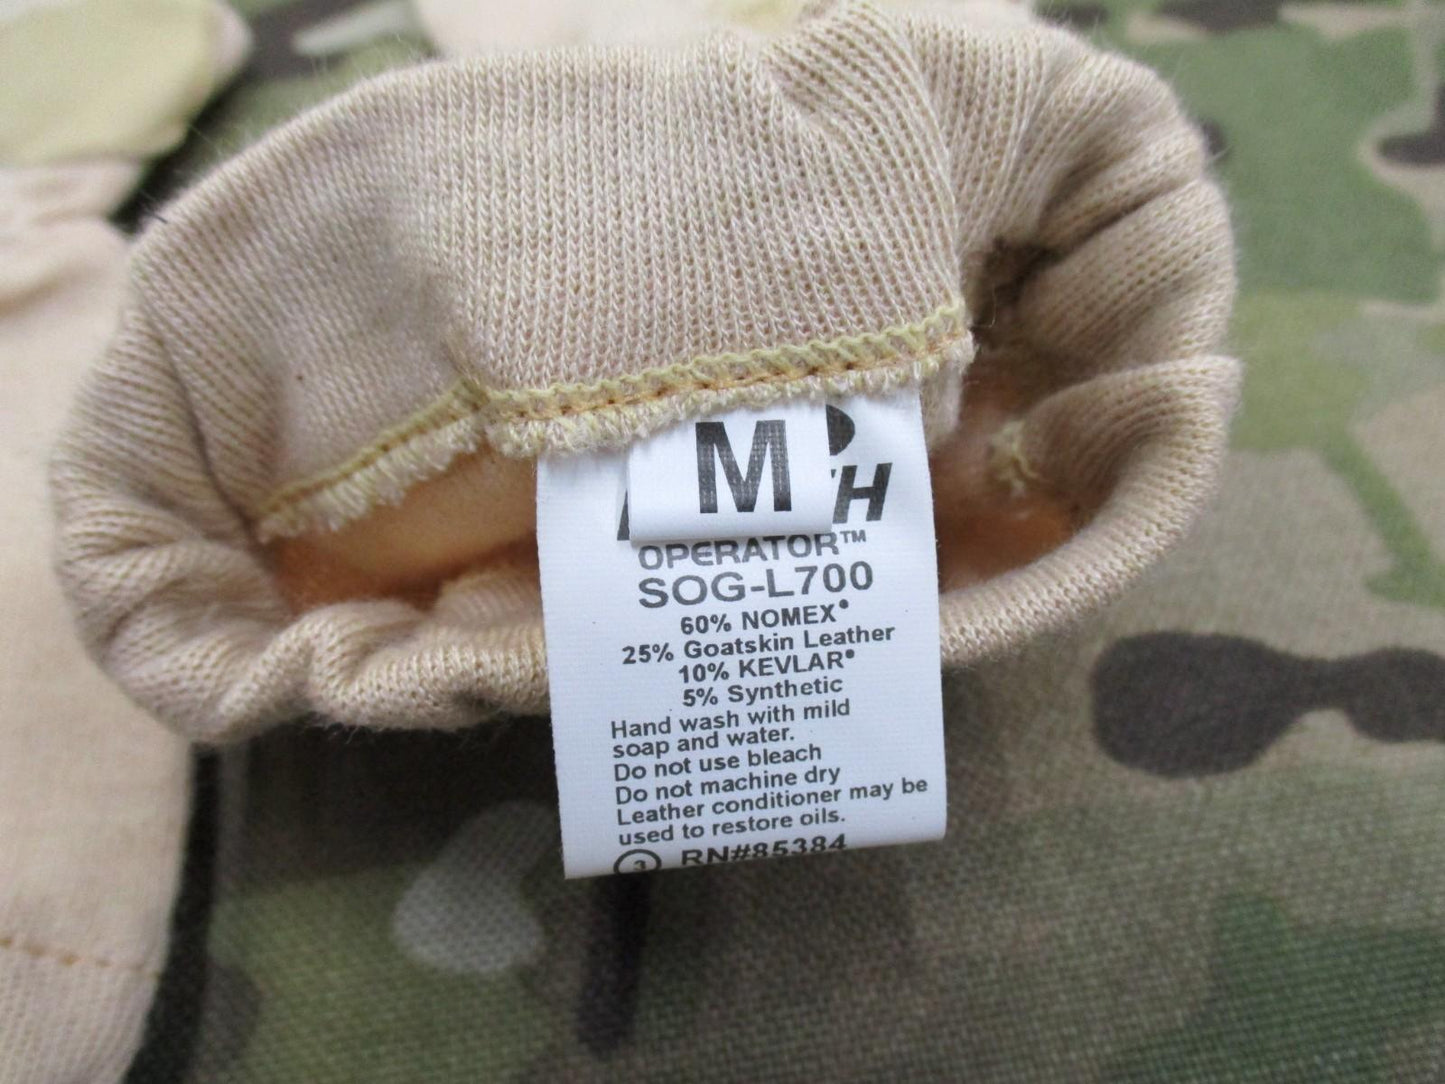 M
OPERATOR™
SOG-L700
60% NOMEX®
25% Goatskin Leather
10% KEVLAR®
5% Synthetic
Hand wash with mild
soap and water.
Do not use bleach
Do not machine dry
Leather conditioner may be
used to restore oils.
3 RN#85384